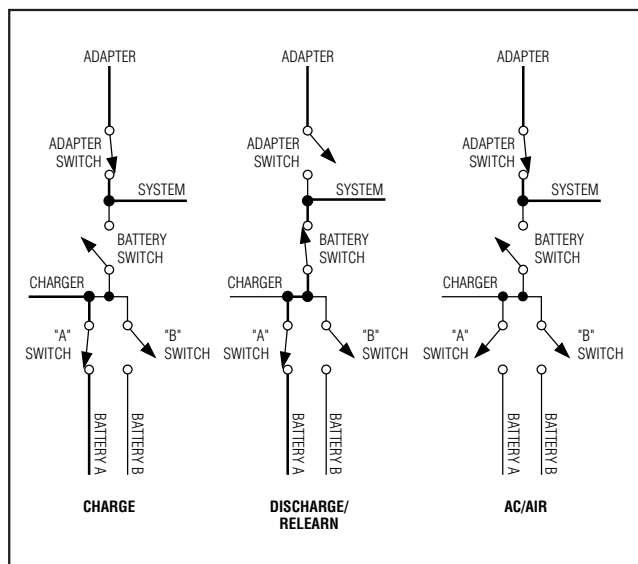 ADAPTER
ADAPTER
SWITCH
SYSTEM
BATTERY
SWITCH
CHARGER
"A"
SWITCH
"B"
SWITCH
BATTERY A
BATTERY B
CHARGE
ADAPTER
ADAPTER
SWITCH
SYSTEM
BATTERY
SWITCH
CHARGER
"A"
SWITCH
"B"
SWITCH
BATTERY A
BATTERY B
DISCHARGE/
RELEARN
ADAPTER
ADAPTER
SWITCH
SYSTEM
BATTERY
SWITCH
CHARGER
"A"
SWITCH
"B"
SWITCH
BATTERY A
BATTERY B
AC/AIR